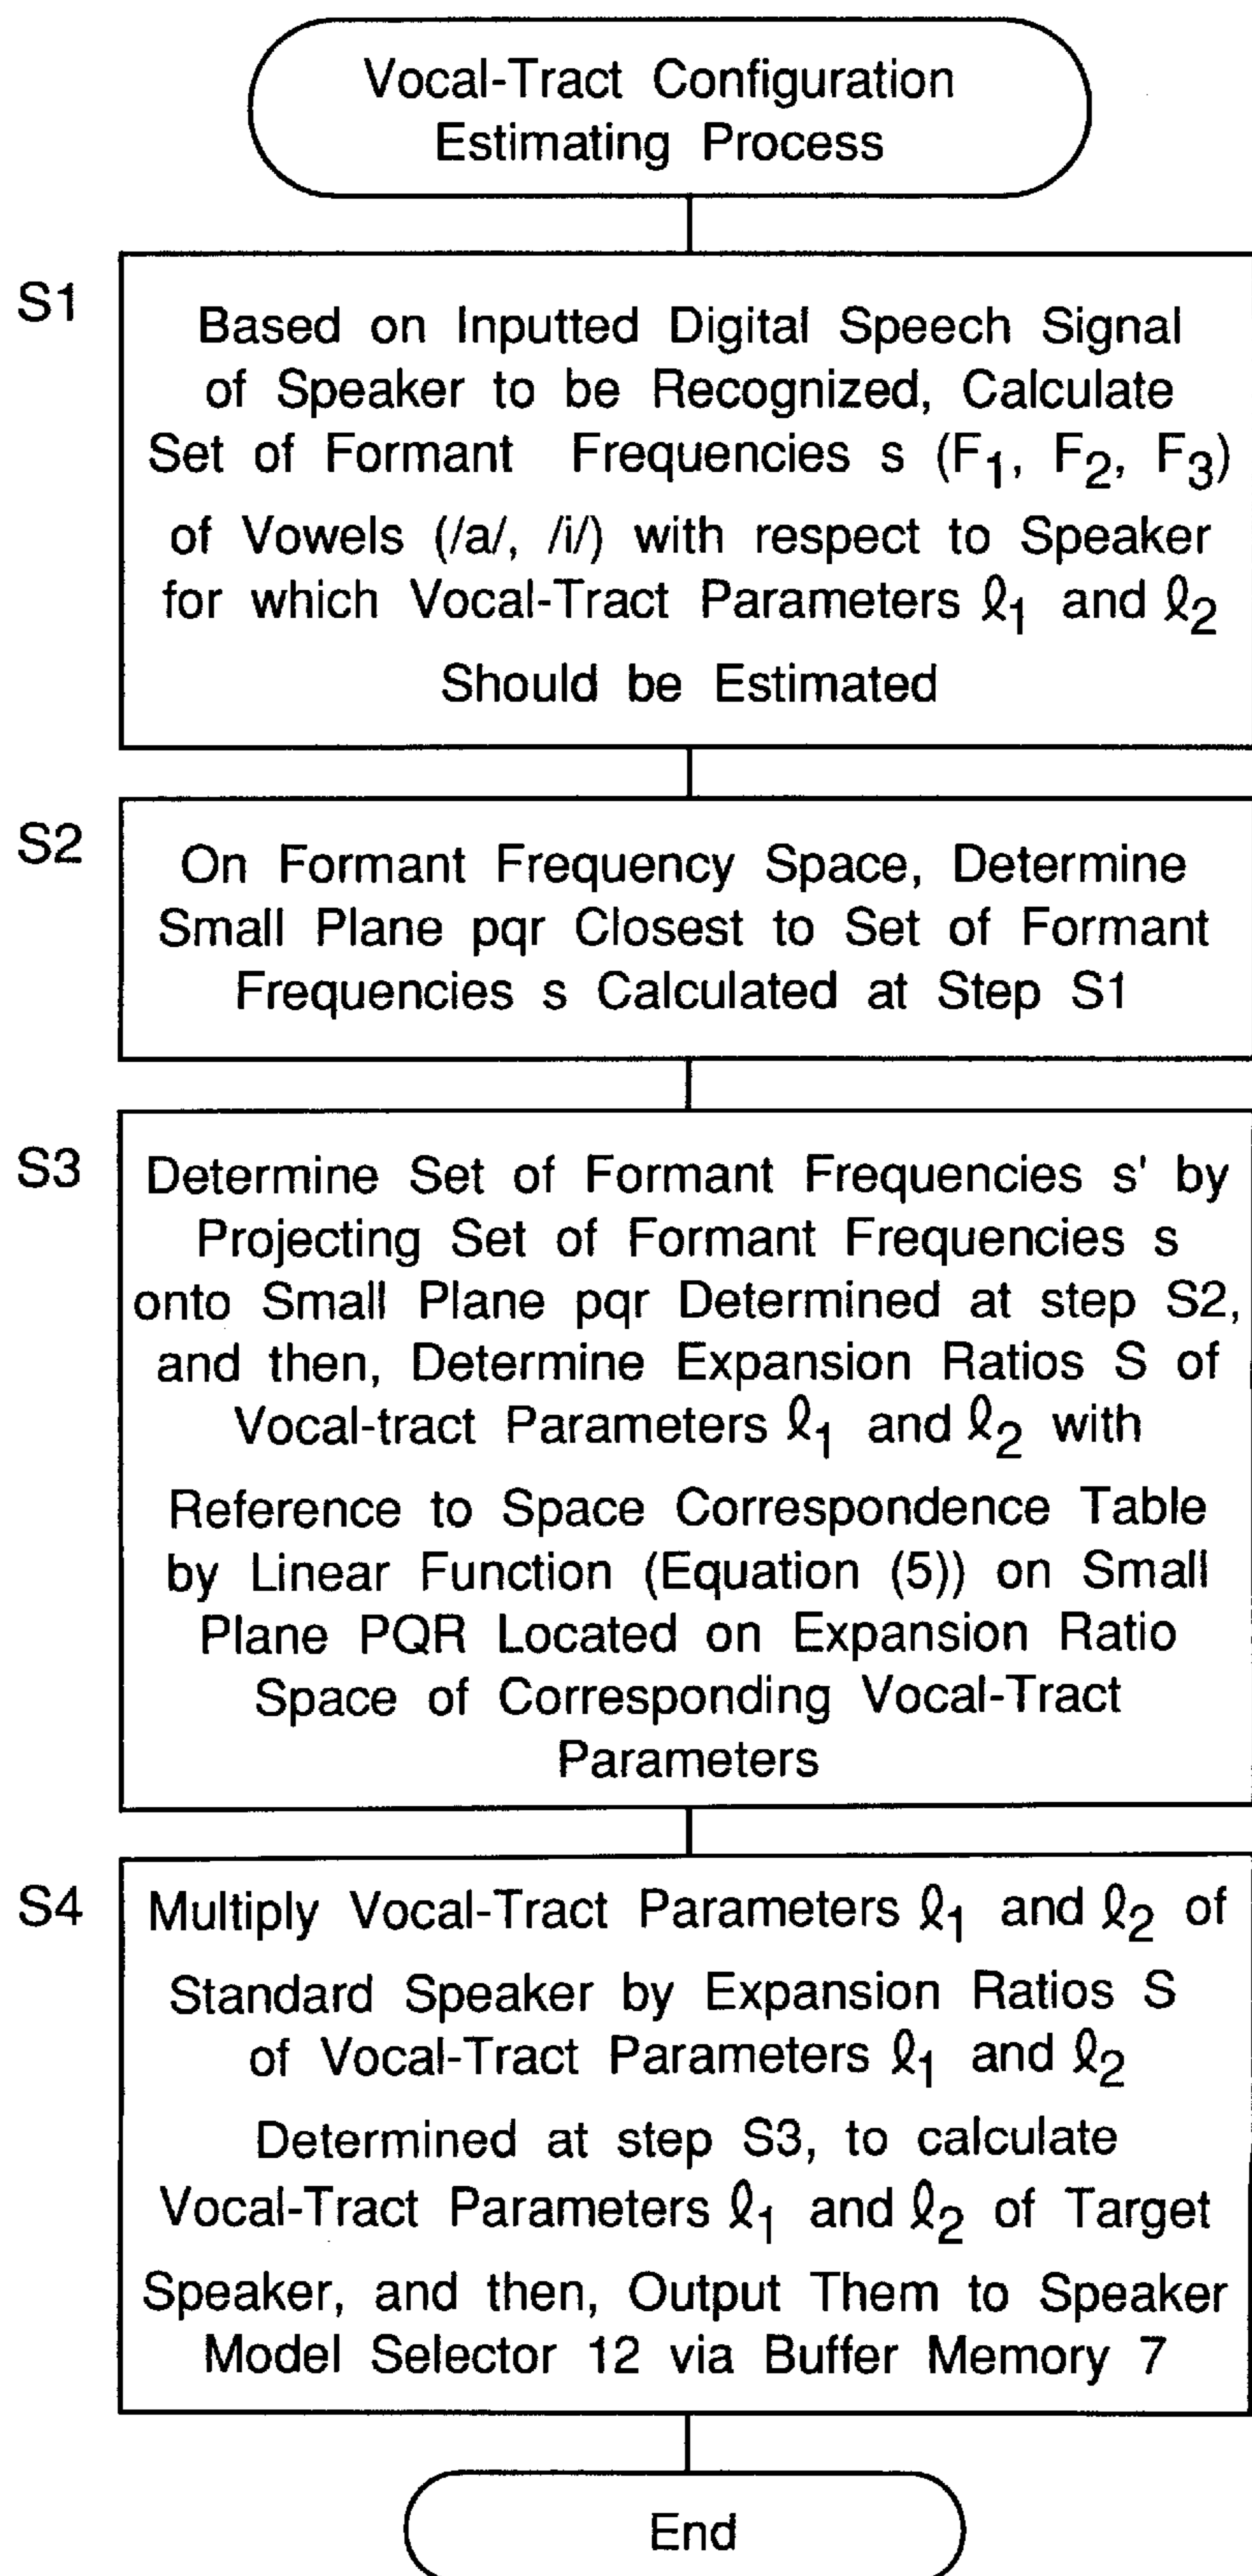 Vocal-Tract Configuration
Estimating Process
S1
Based on Inputted Digital Speech Signal
of Speaker to be Recognized, Calculate
Set of Formant Frequencies s (F₁, F₂, F₃)
of Vowels (/a/, /i/) with respect to Speaker
for which Vocal-Tract Parameters ℓ₁ and ℓ₂
Should be Estimated
S2
On Formant Frequency Space, Determine
Small Plane pqr Closest to Set of Formant
Frequencies s Calculated at Step S1
S3
Determine Set of Formant Frequencies s' by
Projecting Set of Formant Frequencies s
onto Small Plane pqr Determined at step S2,
and then, Determine Expansion Ratios S of
Vocal-tract Parameters ℓ₁ and ℓ₂ with
Reference to Space Correspondence Table
by Linear Function (Equation (5)) on Small
Plane PQR Located on Expansion Ratio
Space of Corresponding Vocal-Tract
Parameters
S4
Multiply Vocal-Tract Parameters ℓ₁ and ℓ₂ of
Standard Speaker by Expansion Ratios S
of Vocal-Tract Parameters ℓ₁ and ℓ₂
Determined at step S3, to calculate
Vocal-Tract Parameters ℓ₁ and ℓ₂ of Target
Speaker, and then, Output Them to Speaker
Model Selector 12 via Buffer Memory 7
End